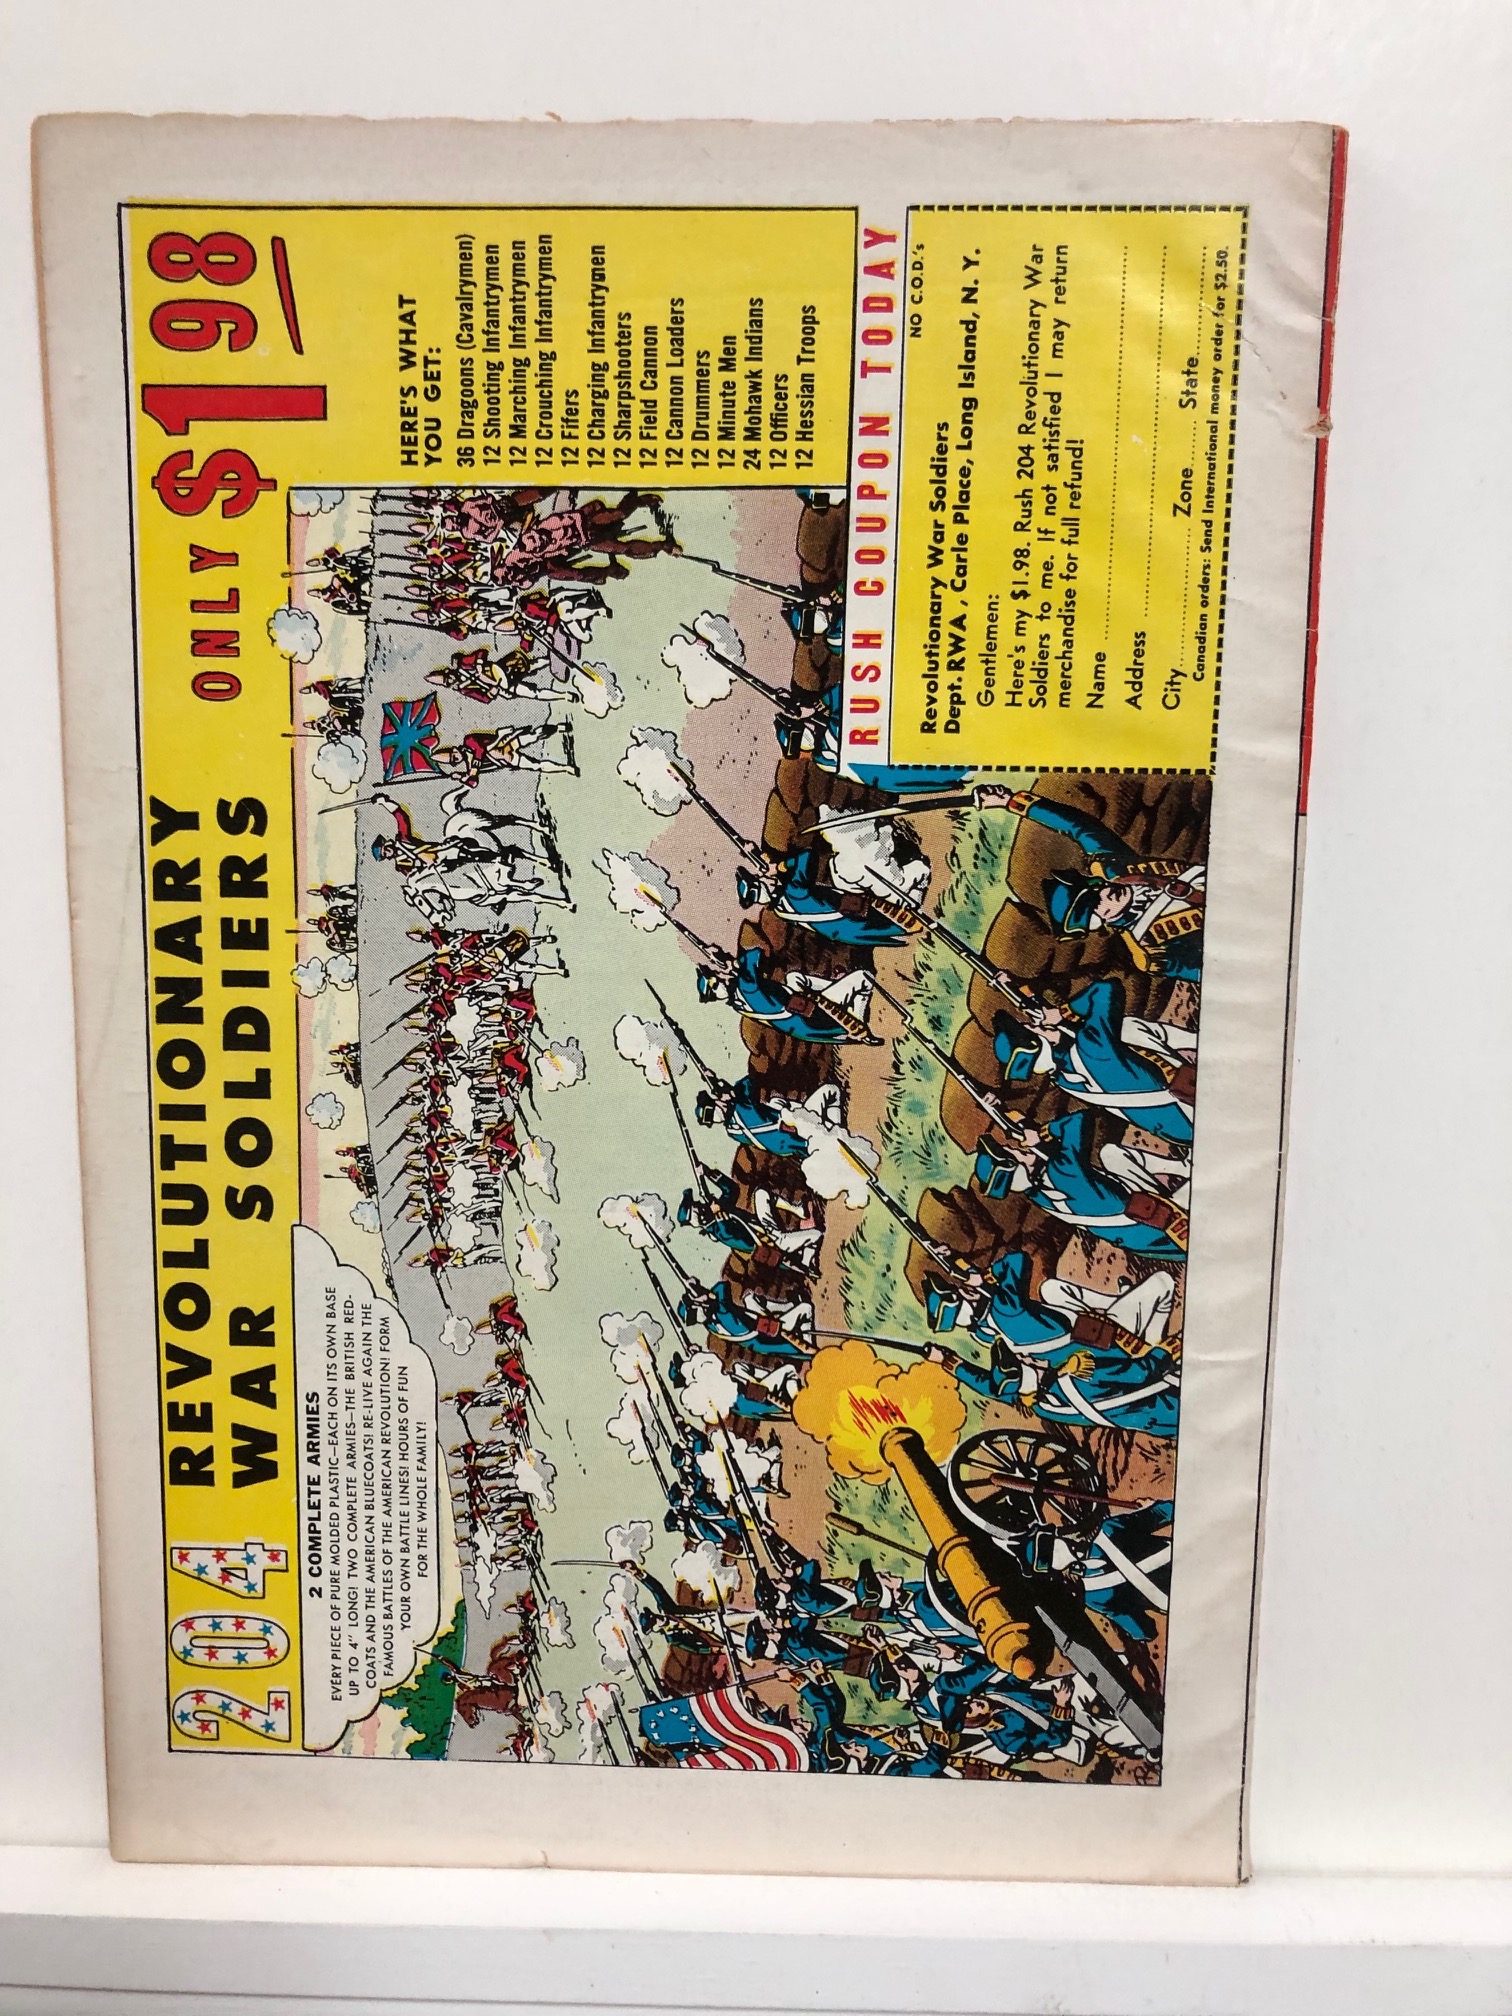 204 REVOLUTIONARY
WAR SOLDIERS
ONLY $1 98
2 COMPLETE ARMIES
EVERY PIECE OF PURE MOLDED PLASTIC—EACH ON ITS OWN BASE
UP TO 4" LONG! TWO COMPLETE ARMIES—THE BRITISH RED-
COATS AND THE AMERICAN BLUECOATS! RE-LIVE AGAIN THE
FAMOUS BATTLES OF THE AMERICAN REVOLUTION! FORM
YOUR OWN BATTLE LINES! HOURS OF FUN
FOR THE WHOLE FAMILY!
HERE'S WHAT
YOU GET:
36 Dragoons (Cavalrymen)
12 Shooting Infantrymen
12 Marching Infantrymen
12 Crouching Infantrymen
12 Fifers
12 Charging Infantrymen
12 Sharpshooters
12 Field Cannon
12 Cannon Loaders
12 Drummers
12 Minute Men
24 Mohawk Indians
12 Officers
12 Hessian Troops
RUSH COUPON TODAY
NO C.O.D.'s
Revolutionary War Soldiers
Dept. RWA , Carle Place, Long Island, N. Y.
Gentlemen:
Here's my $1.98. Rush 204 Revolutionary War
Soldiers to me. If not satisfied I may return
merchandise for full refund!
Name
Address
City Zone State
Canadian orders: Send International money order for $2.50.